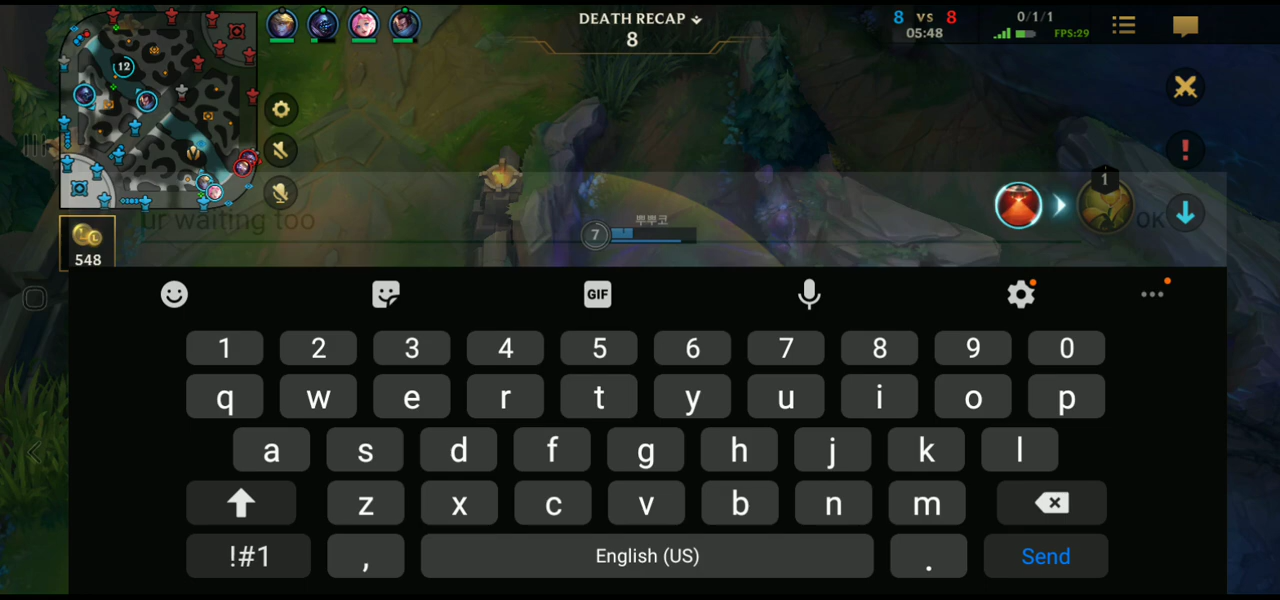 DEATH RECAP
8
8 vs 8
05:48
0/1/1
FPS:29
12
1
548
ur waiting too
7
뿌뿌코
OK
GIF
1 2 3 4 5 6 7 8 9 0
q w e r t y u i o p
a s d f g h j k l
z x c v b n m
!#1 , English (US) . Send